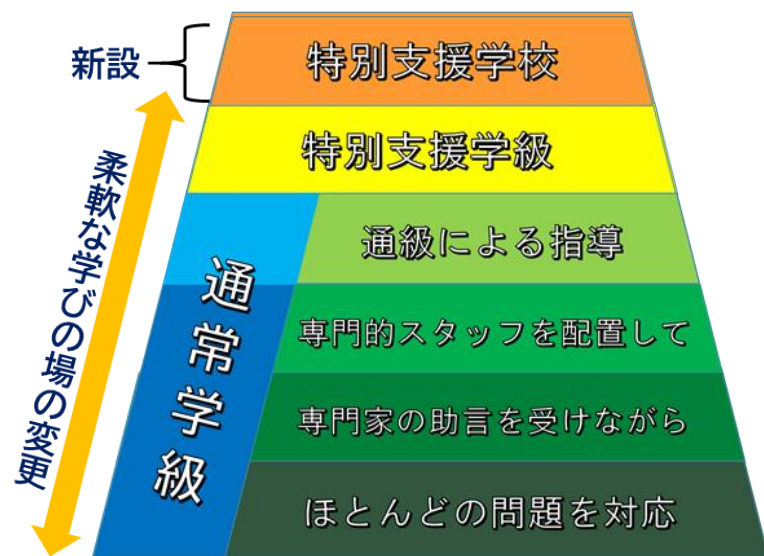 新設
特別支援学校
特別支援学級
柔軟な学びの場の変更
通常学級
通級による指導
専門的スタッフを配置して
専門家の助言を受けながら
ほとんどの問題を対応